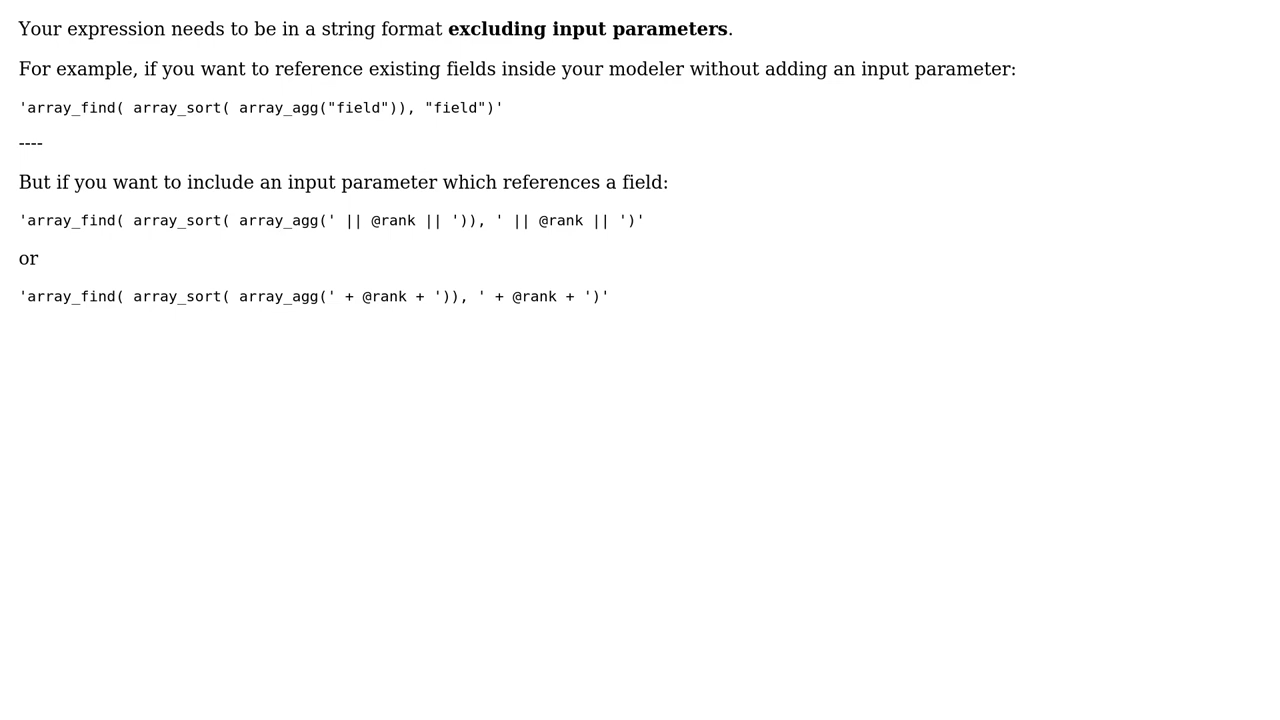 Your expression needs to be in a string format excluding input parameters.
For example, if you want to reference existing fields inside your modeler without adding an input parameter:
'array_find( array_sort( array_agg("field")), "field")'
----
But if you want to include an input parameter which references a field:
'array_find( array_sort( array_agg(' || @rank || ')), ' || @rank || ')'
or
'array_find( array_sort( array_agg(' + @rank + ')), ' + @rank + ')'